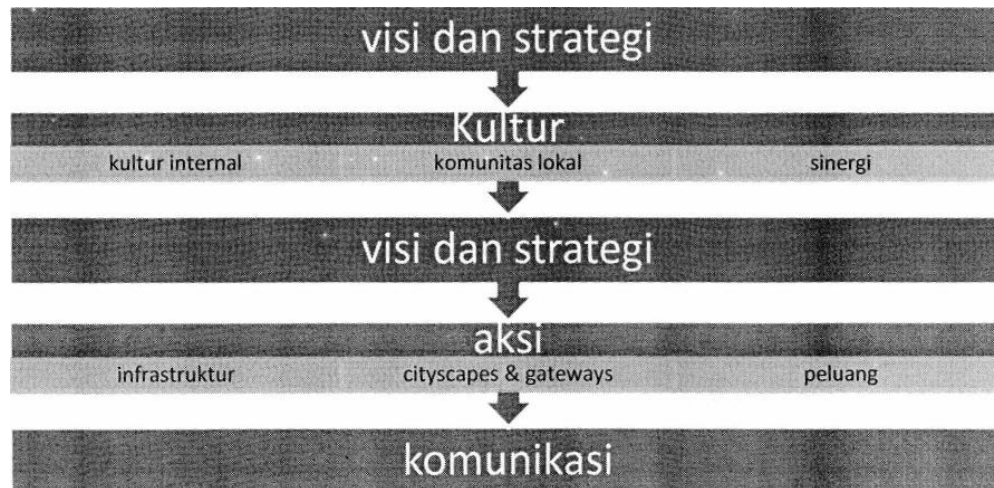 visi dan strategi
Kultur
kultur internal komunitas lokal sinergi
visi dan strategi
aksi
infrastruktur cityscapes & gateways peluang
komunikasi